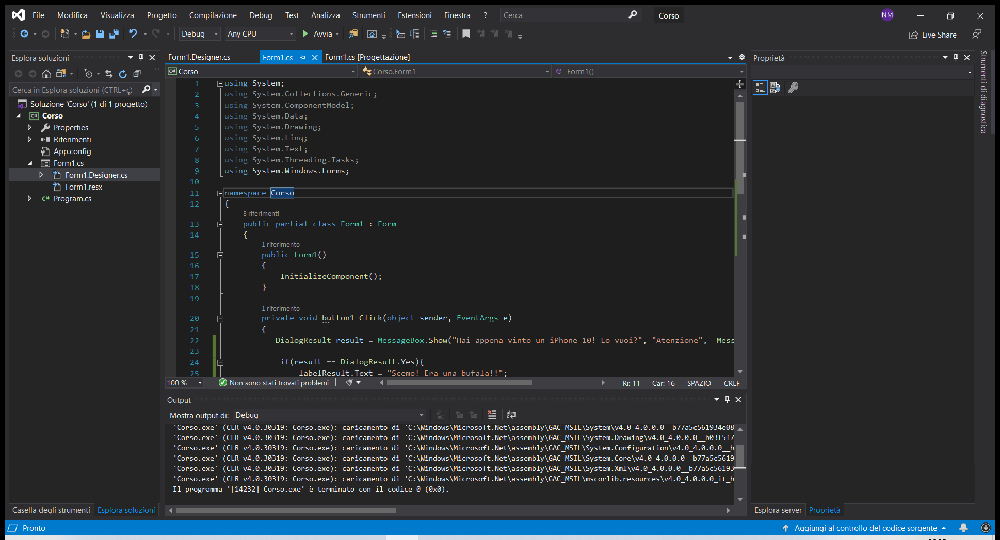 File Modifica Visualizza Progetto Compilazione Debug Test Analizza Strumenti Estensioni Finestra ? Cerca Corso NM
Debug Any CPU Avvia Live Share
Esplora soluzioni
Cerca in Esplora soluzioni (CTRL+ç)
Soluzione 'Corso' (1 di 1 progetto)
Corso
Properties
Riferimenti
App.config
Form1.cs
Form1.Designer.cs
Form1.resx
Program.cs
Casella degli strumenti Esplora soluzioni
Form1.Designer.cs Form1.cs Form1.cs [Progettazione]
Corso Corso.Form1 Form1()
1 using System;
2 using System.Collections.Generic;
3 using System.ComponentModel;
4 using System.Data;
5 using System.Drawing;
6 using System.Linq;
7 using System.Text;
8 using System.Threading.Tasks;
9 using System.Windows.Forms;
10
11 namespace Corso
12 {
3 riferimenti
13 public partial class Form1 : Form
14 {
1 riferimento
15 public Form1()
16 {
17 InitializeComponent();
18 }
19
1 riferimento
20 private void button1_Click(object sender, EventArgs e)
21 {
22 DialogResult result = MessageBox.Show("Hai appena vinto un iPhone 10! Lo vuoi?", "Atenzione", Mess
23
24 if(result == DialogResult.Yes){
25 labelResult.Text = "Scemo! Era una bufala!!";
100 % Non sono stati trovati problemi Ri: 11 Car: 16 SPAZIO CRLF
Output
Mostra output di: Debug
'Corso.exe' (CLR v4.0.30319: Corso.exe): caricamento di 'C:\Windows\Microsoft.Net\assembly\GAC_MSIL\System\v4.0_4.0.0.0__b77a5c561934e08
'Corso.exe' (CLR v4.0.30319: Corso.exe): caricamento di 'C:\Windows\Microsoft.Net\assembly\GAC_MSIL\System.Drawing\v4.0_4.0.0.0__b03f5f7
'Corso.exe' (CLR v4.0.30319: Corso.exe): caricamento di 'C:\Windows\Microsoft.Net\assembly\GAC_MSIL\System.Configuration\v4.0_4.0.0.0__b
'Corso.exe' (CLR v4.0.30319: Corso.exe): caricamento di 'C:\Windows\Microsoft.Net\assembly\GAC_MSIL\System.Core\v4.0_4.0.0.0__b77a5c5619
'Corso.exe' (CLR v4.0.30319: Corso.exe): caricamento di 'C:\Windows\Microsoft.Net\assembly\GAC_MSIL\System.Xml\v4.0_4.0.0.0__b77a5c56193
'Corso.exe' (CLR v4.0.30319: Corso.exe): caricamento di 'C:\Windows\Microsoft.Net\assembly\GAC_MSIL\mscorlib.resources\v4.0_4.0.0.0_it_b
Il programma '[14232] Corso.exe' è terminato con il codice 0 (0x0).
Proprietà
Esplora server Proprietà
Strumenti di diagnostica
Pronto Aggiungi al controllo del codice sorgente